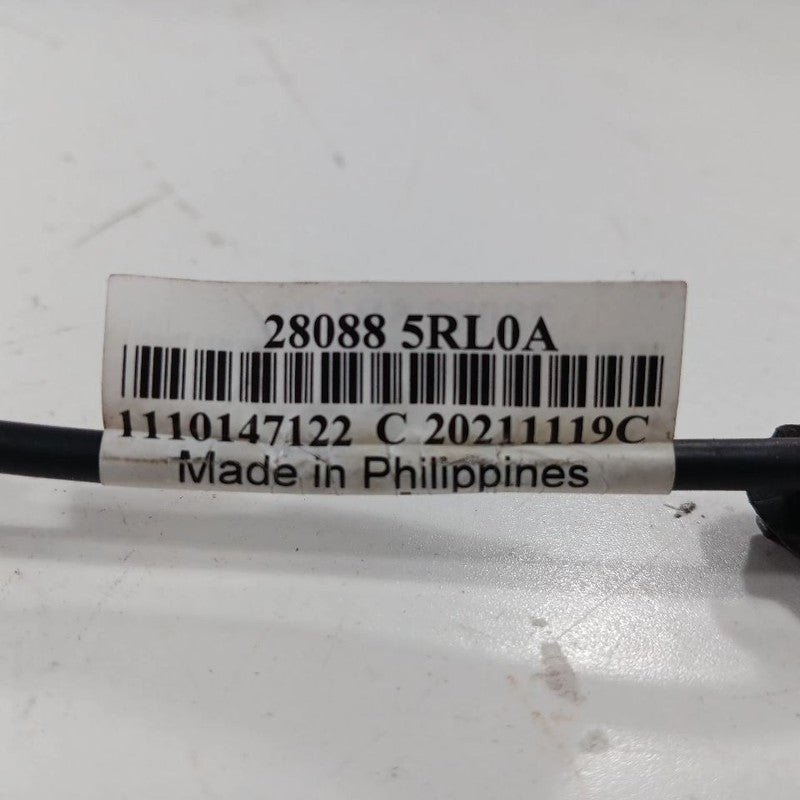 28088 5RL0A
1110147122 C 20211119C
Made in Philippines